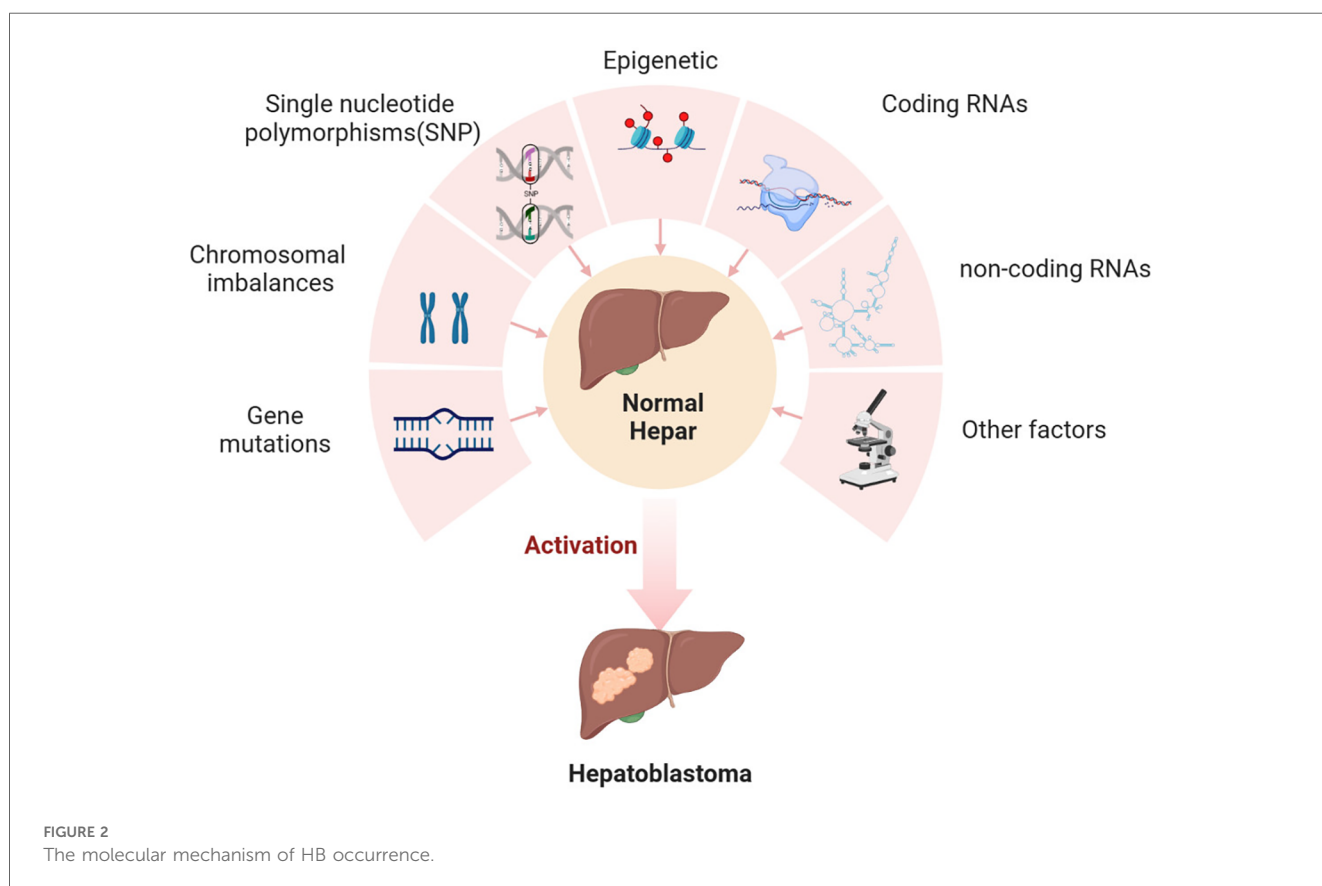 Epigenetic
Single nucleotide
polymorphisms(SNP)
Coding RNAs
SNP
Chromosomal
imbalances
non-coding RNAs
Normal
Hepar
Gene
mutations
Other factors
Activation
Hepatoblastoma
FIGURE 2
The molecular mechanism of HB occurrence.